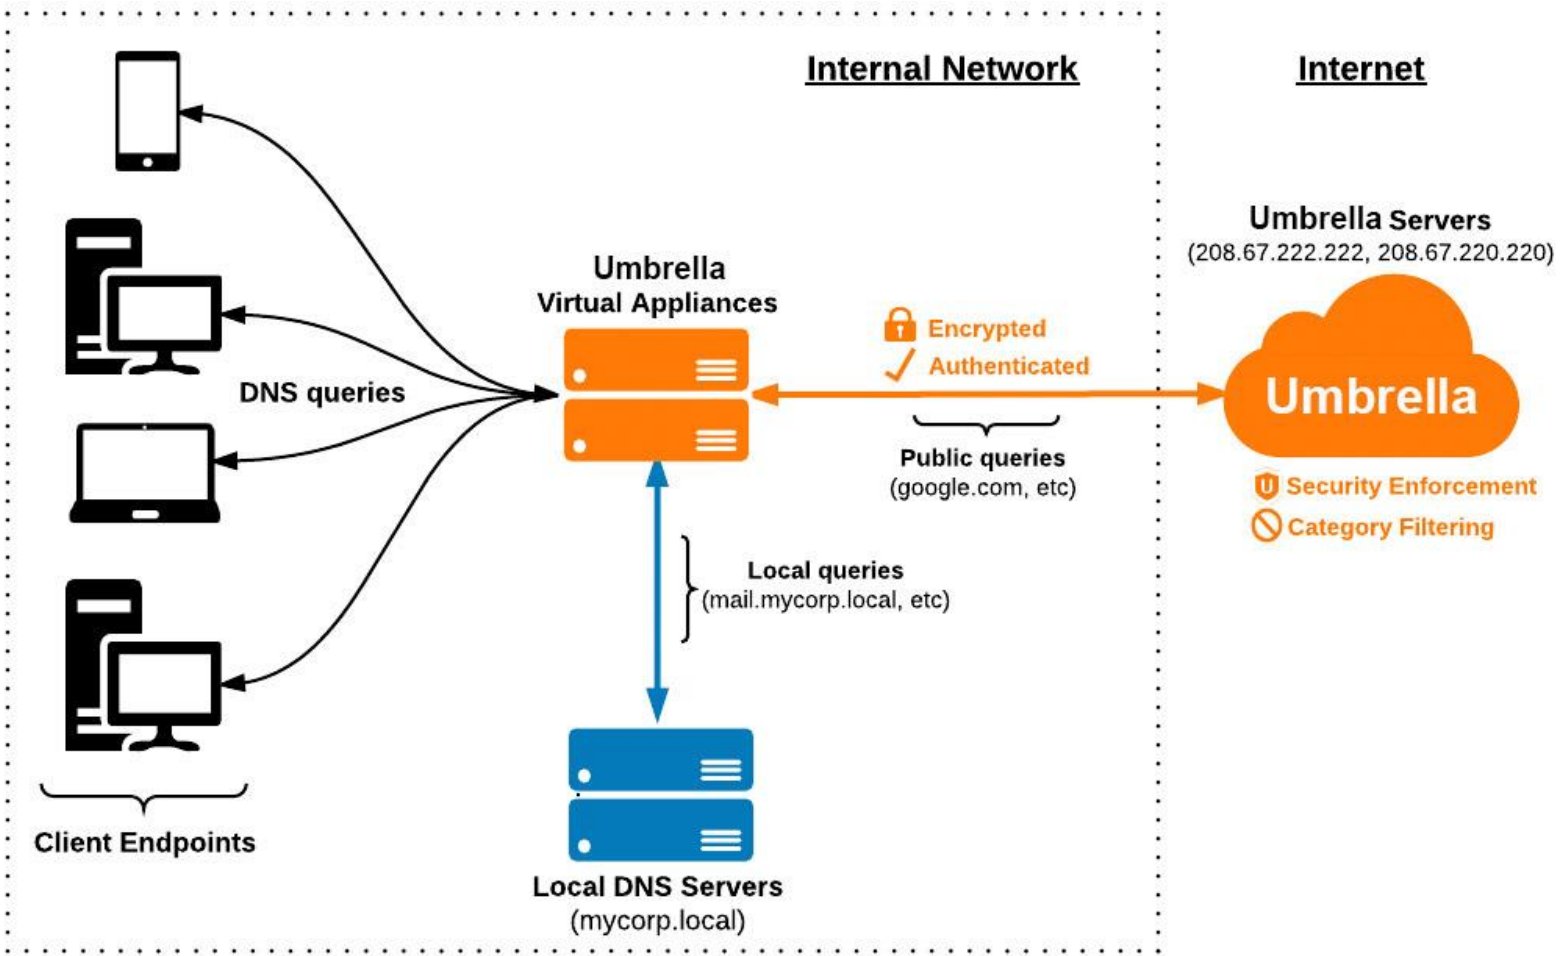 Internal Network
Internet
Umbrella Servers
(208.67.222.222, 208.67.220.220)
Umbrella
Virtual Appliances
Encrypted
Authenticated
DNS queries
Umbrella
Public queries
(google.com, etc)
U Security Enforcement
Category Filtering
Local queries
(mail.mycorp.local, etc)
Client Endpoints
Local DNS Servers
(mycorp.local)